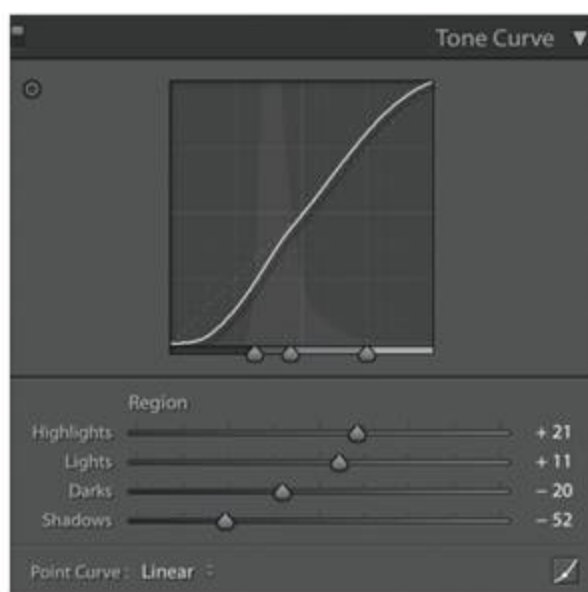 Tone Curve
Region
Highlights + 21
Lights + 11
Darks − 20
Shadows − 52
Point Curve : Linear